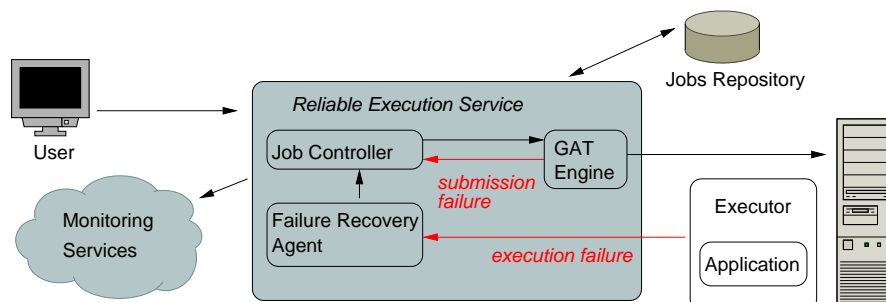 Jobs Repository
Reliable Execution Service
User
Job Controller
GAT
Engine
submission
failure
Monitoring
Services
Failure Recovery
Agent
execution failure
Executor
Application